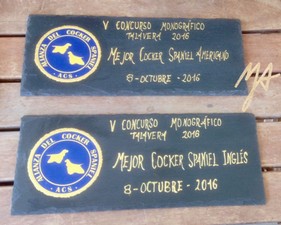 ALIANZA DEL COCKER SPANIEL
- ACS -
V CONCURSO MONOGRÁFICO
TALAVERA 2016
MEJOR COCKER SPANIEL AMERICANO
8-OCTUBRE - 2016
MA
ALIANZA DEL COCKER SPANIEL
- ACS -
V CONCURSO MONOGRÁFICO
TALAVERA 2016
MEJOR COCKER SPANIEL INGLÉS
8-OCTUBRE-2016